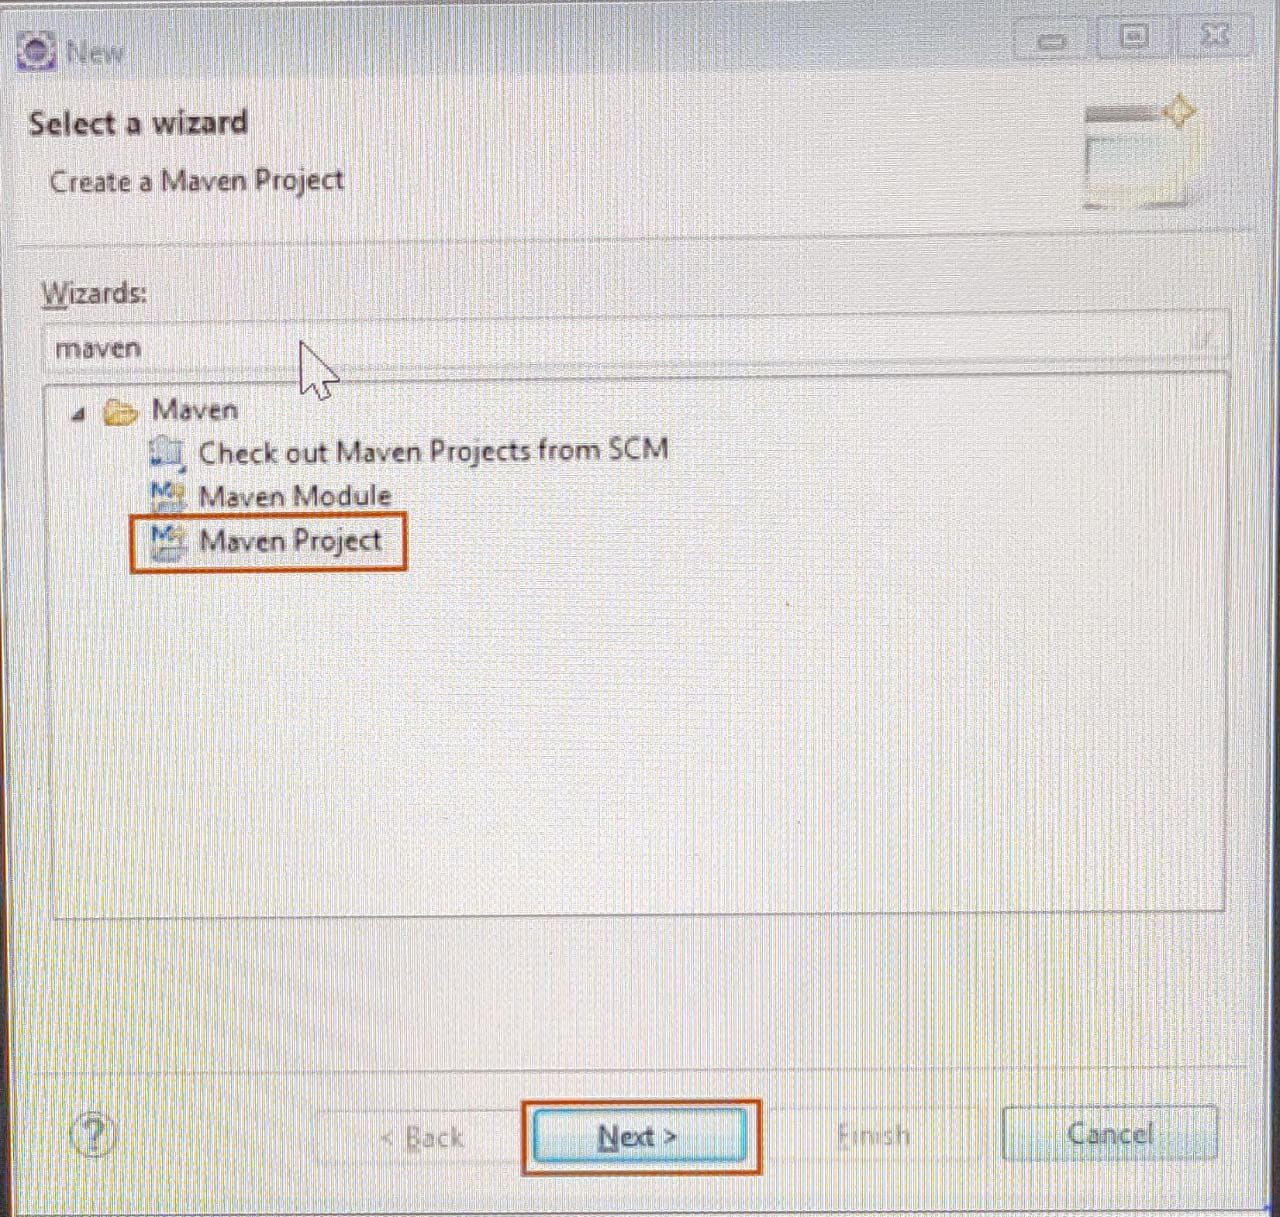 New
Select a wizard
Create a Maven Project
Wizards:
maven
Maven
Check out Maven Projects from SCM
Maven Module
Maven Project
?
< Back
Next >
Finish
Cancel